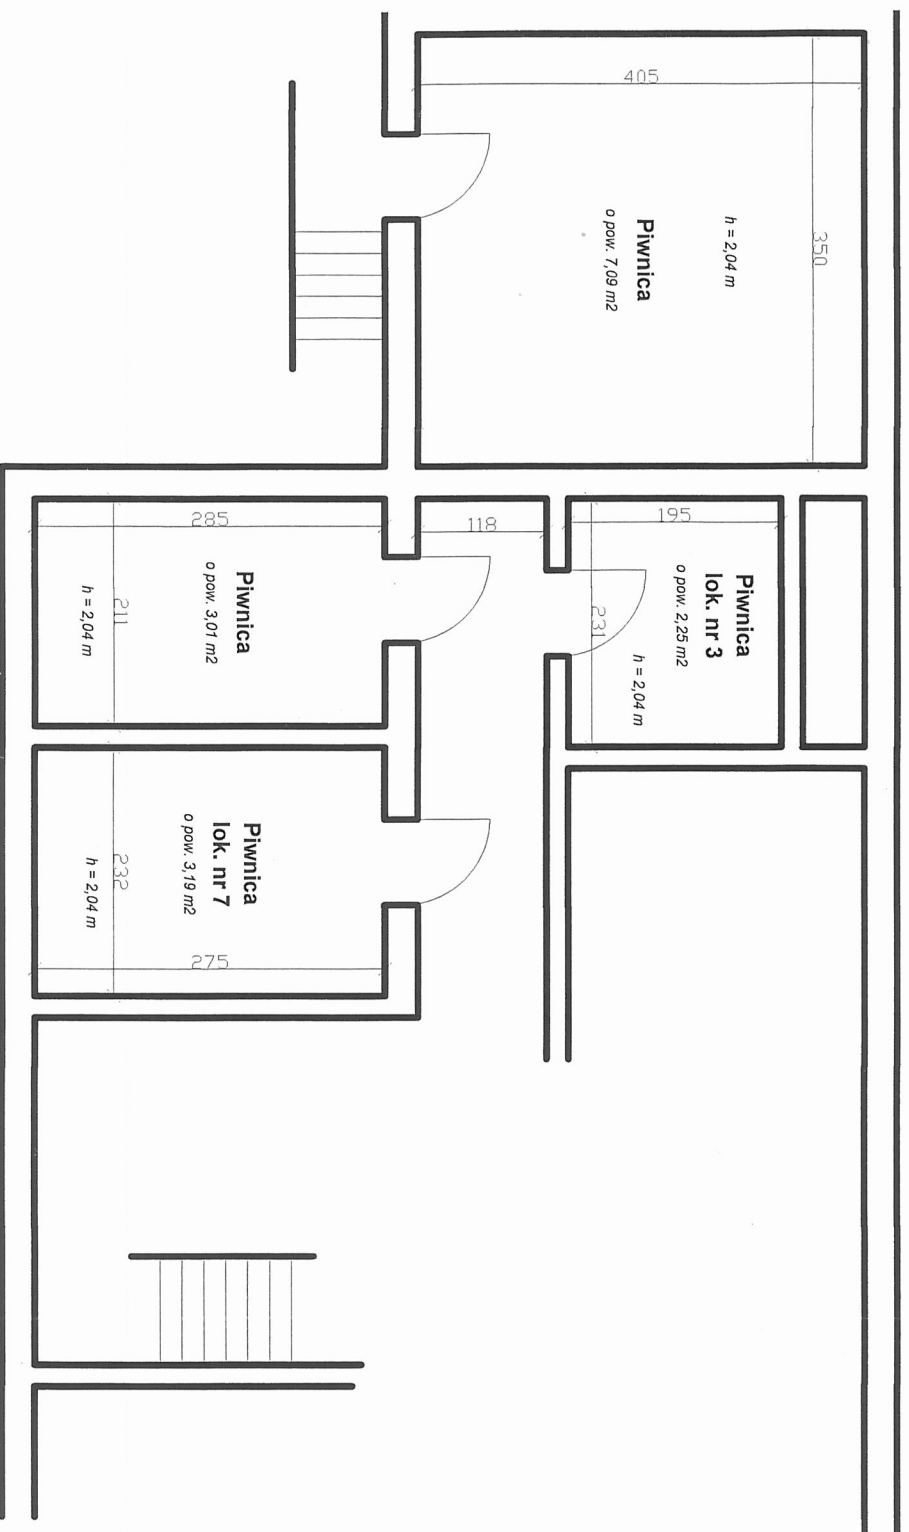 405
350
h = 2,04 m
Piwnica
o pow. 7,09 m2
285
118
195
Piwnica
lok. nr 3
o pow. 2,25 m2
h = 2,04 m
231
Piwnica
o pow. 3,01 m2
211
h = 2,04 m
Piwnica
lok. nr 7
o pow. 3,19 m2
232
h = 2,04 m
275